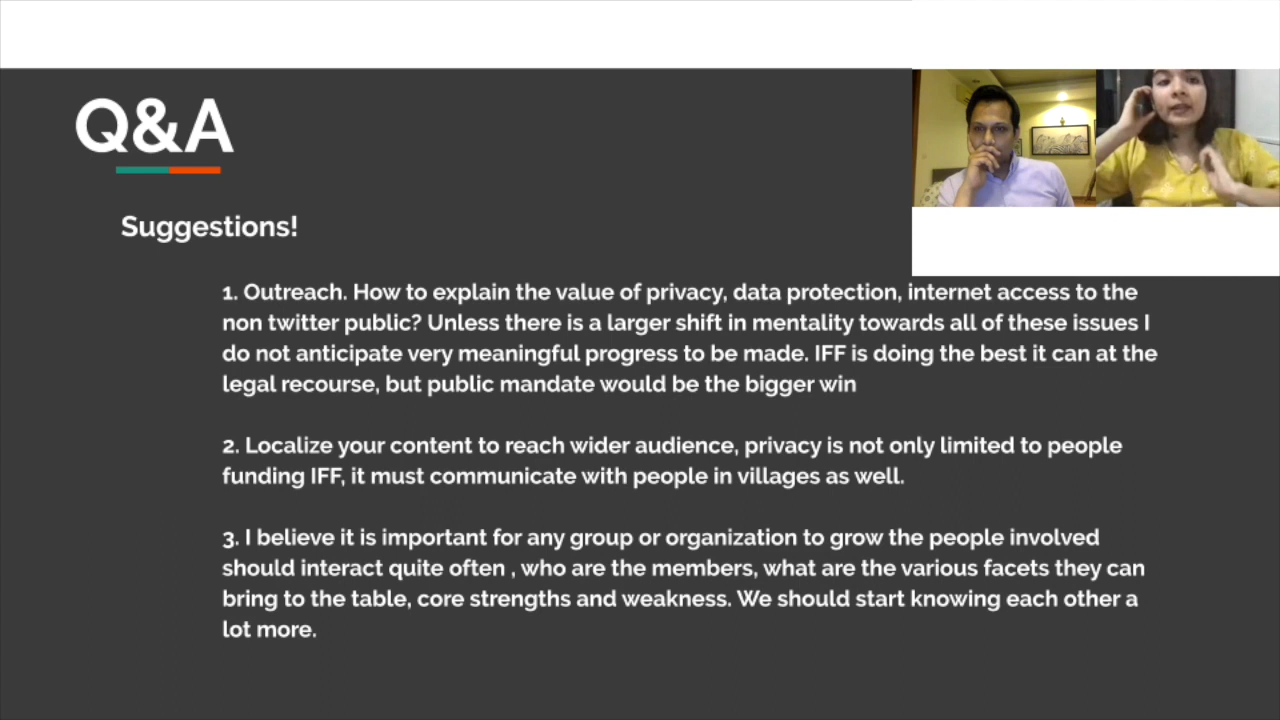 Q&A
Suggestions!
1. Outreach. How to explain the value of privacy, data protection, internet access to the
non twitter public? Unless there is a larger shift in mentality towards all of these issues I
do not anticipate very meaningful progress to be made. IFF is doing the best it can at the
legal recourse, but public mandate would be the bigger win
2. Localize your content to reach wider audience, privacy is not only limited to people
funding IFF, it must communicate with people in villages as well.
3. I believe it is important for any group or organization to grow the people involved
should interact quite often , who are the members, what are the various facets they can
bring to the table, core strengths and weakness. We should start knowing each other a
lot more.